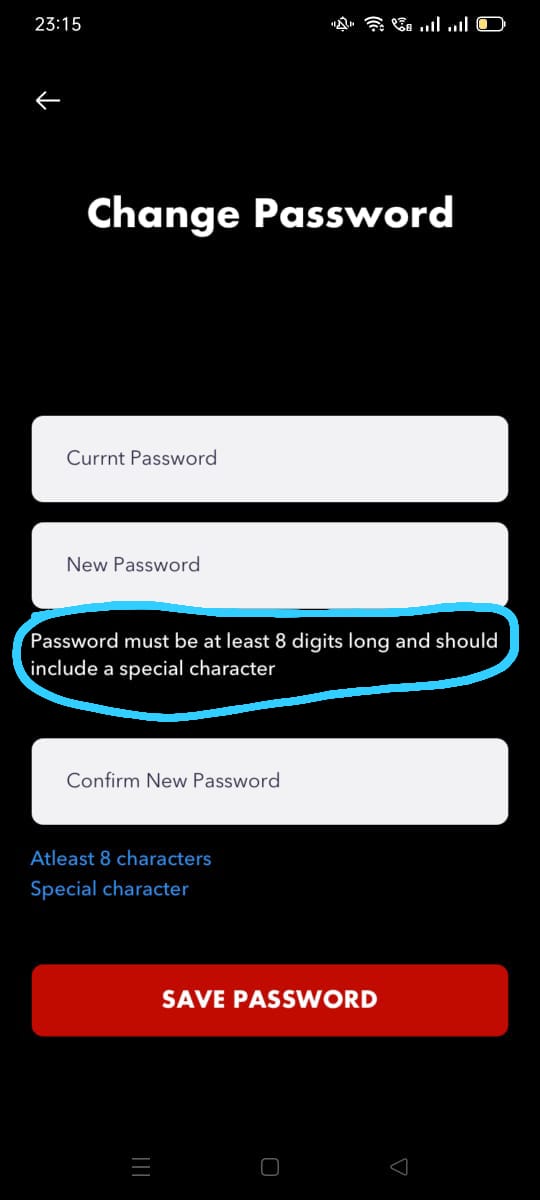 23:15
Change Password
Currnt Password
New Password
Password must be at least 8 digits long and should
include a special character
Confirm New Password
Atleast 8 characters
Special character
SAVE PASSWORD